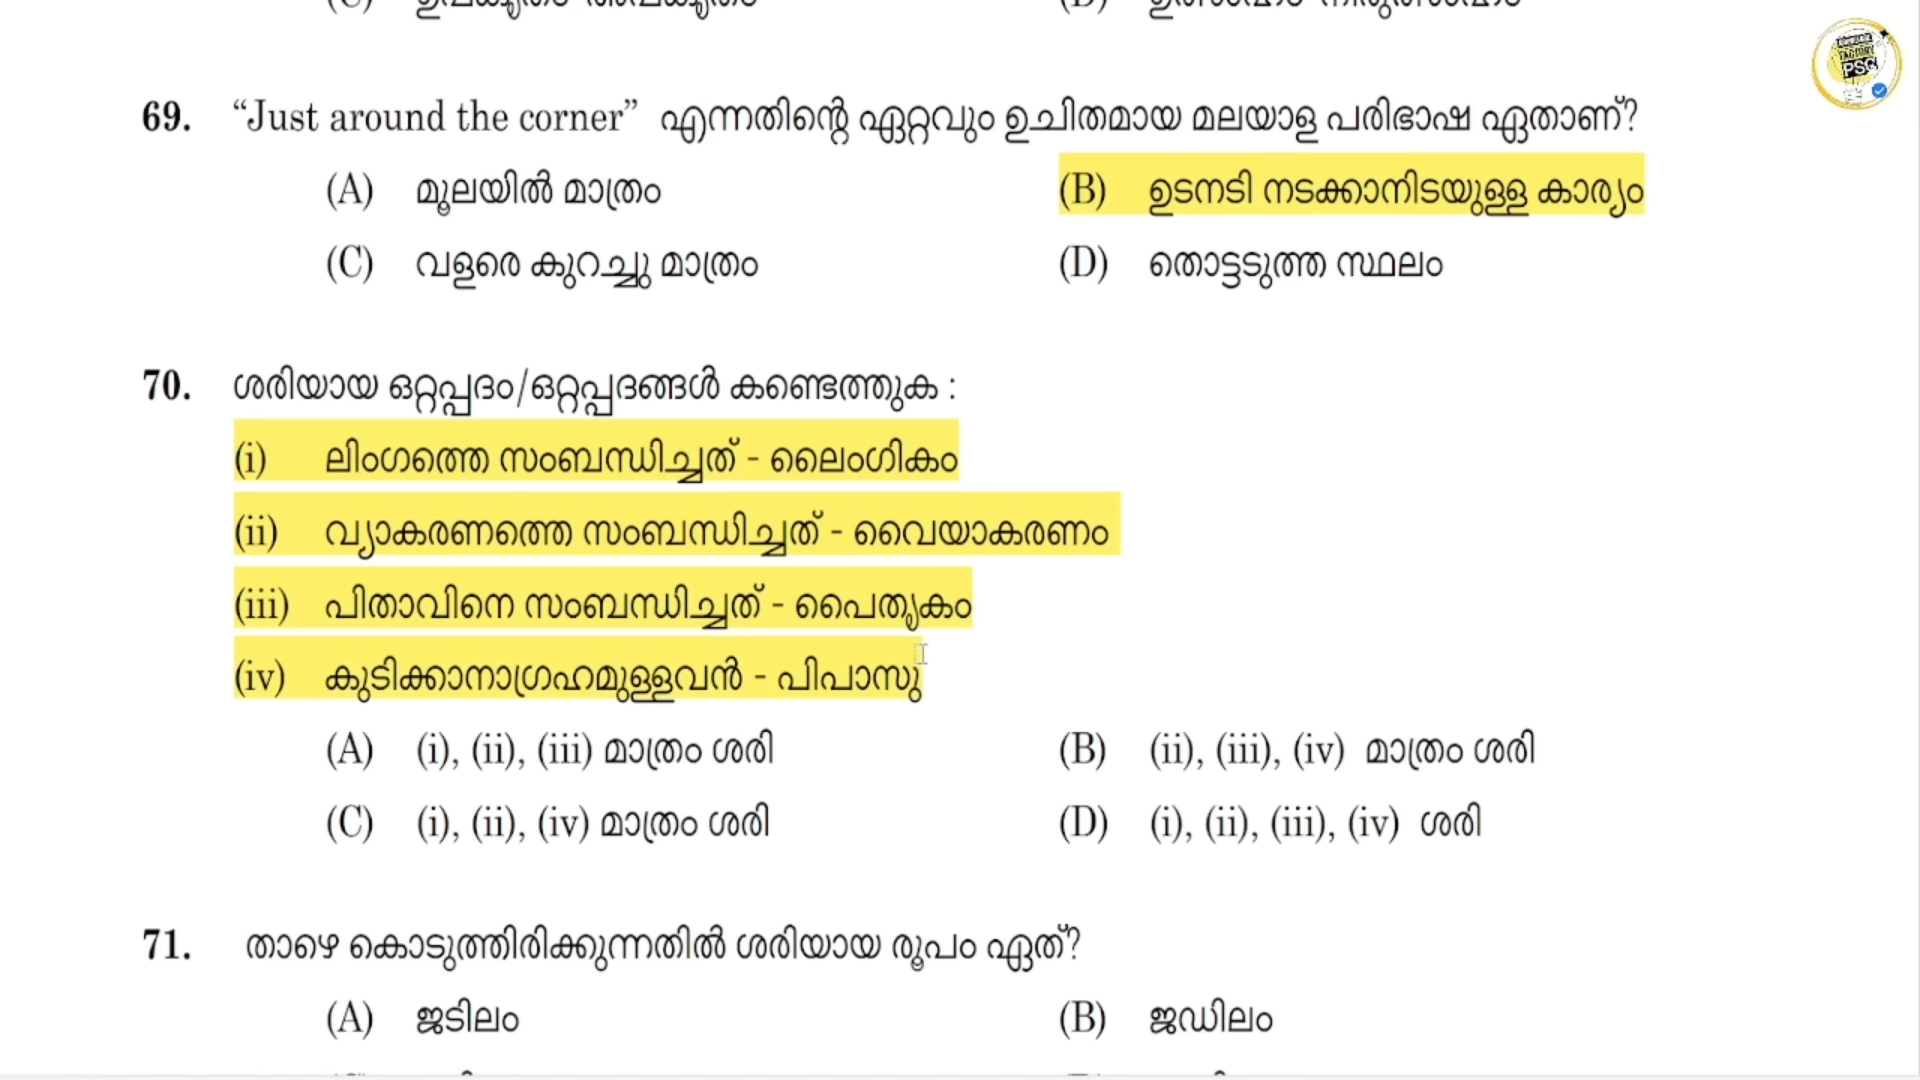 69. “Just around the corner” എന്നതിന്റെ ഏറ്റവും ഉചിതമായ മലയാള പരിഭാഷ ഏതാണ്?
(A) മൂലയിൽ മാത്രം (B) ഉടനടി നടക്കാനിടയുള്ള കാര്യം
(C) വളരെ കുറച്ചു മാത്രം (D) തൊട്ടടുത്ത സ്ഥലം
70. ശരിയായ ഒറ്റപ്പദം/ഒറ്റപ്പദങ്ങൾ കണ്ടെത്തുക :
(i) ലിംഗത്തെ സംബന്ധിച്ചത് - ലൈംഗികം
(ii) വ്യാകരണത്തെ സംബന്ധിച്ചത് - വൈയാകരണം
(iii) പിതാവിനെ സംബന്ധിച്ചത് - പൈതൃകം
(iv) കുടിക്കാനാഗ്രഹമുള്ളവൻ - പിപാസു
(A) (i), (ii), (iii) മാത്രം ശരി (B) (ii), (iii), (iv) മാത്രം ശരി
(C) (i), (ii), (iv) മാത്രം ശരി (D) (i), (ii), (iii), (iv) ശരി
71. താഴെ കൊടുത്തിരിക്കുന്നതിൽ ശരിയായ രൂപം ഏത്?
(A) ജടിലം (B) ജഡിലം
PSC